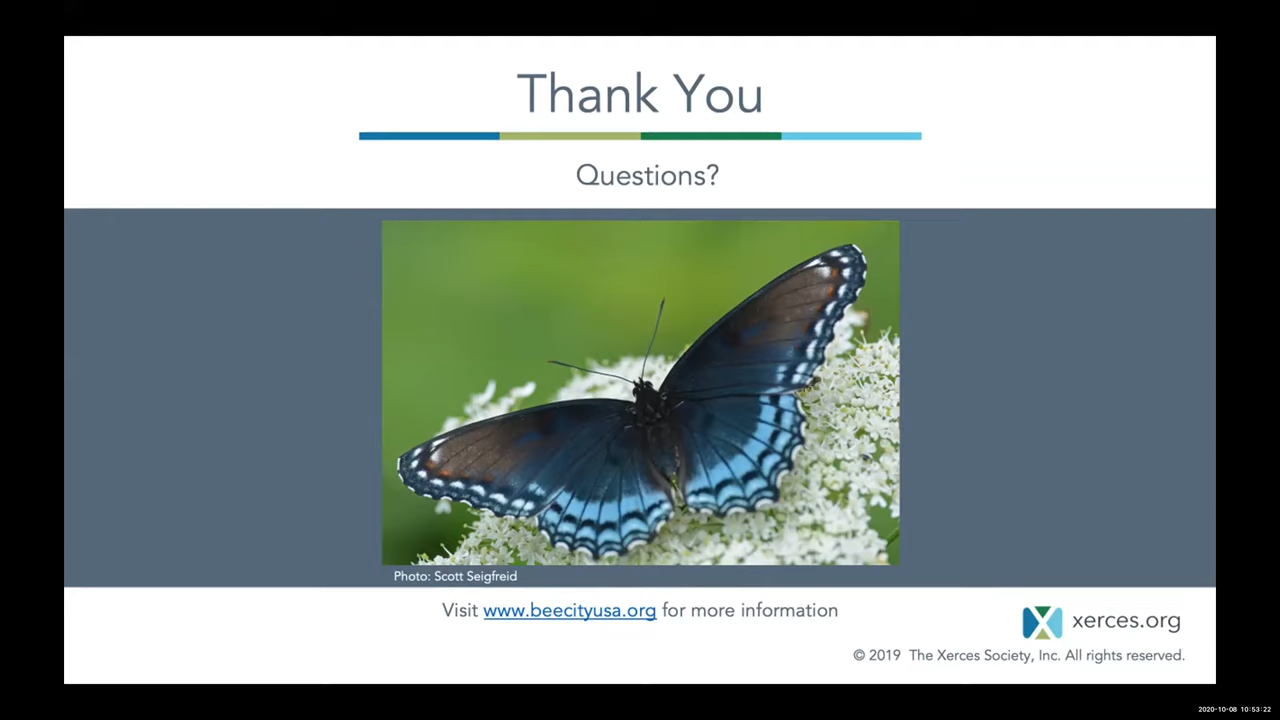 Thank You
Questions?
Photo: Scott Seigfreid
Visit www.beecityusa.org for more information
xerces.org
© 2019 The Xerces Society, Inc. All rights reserved.
2020-10-08 10:53:22